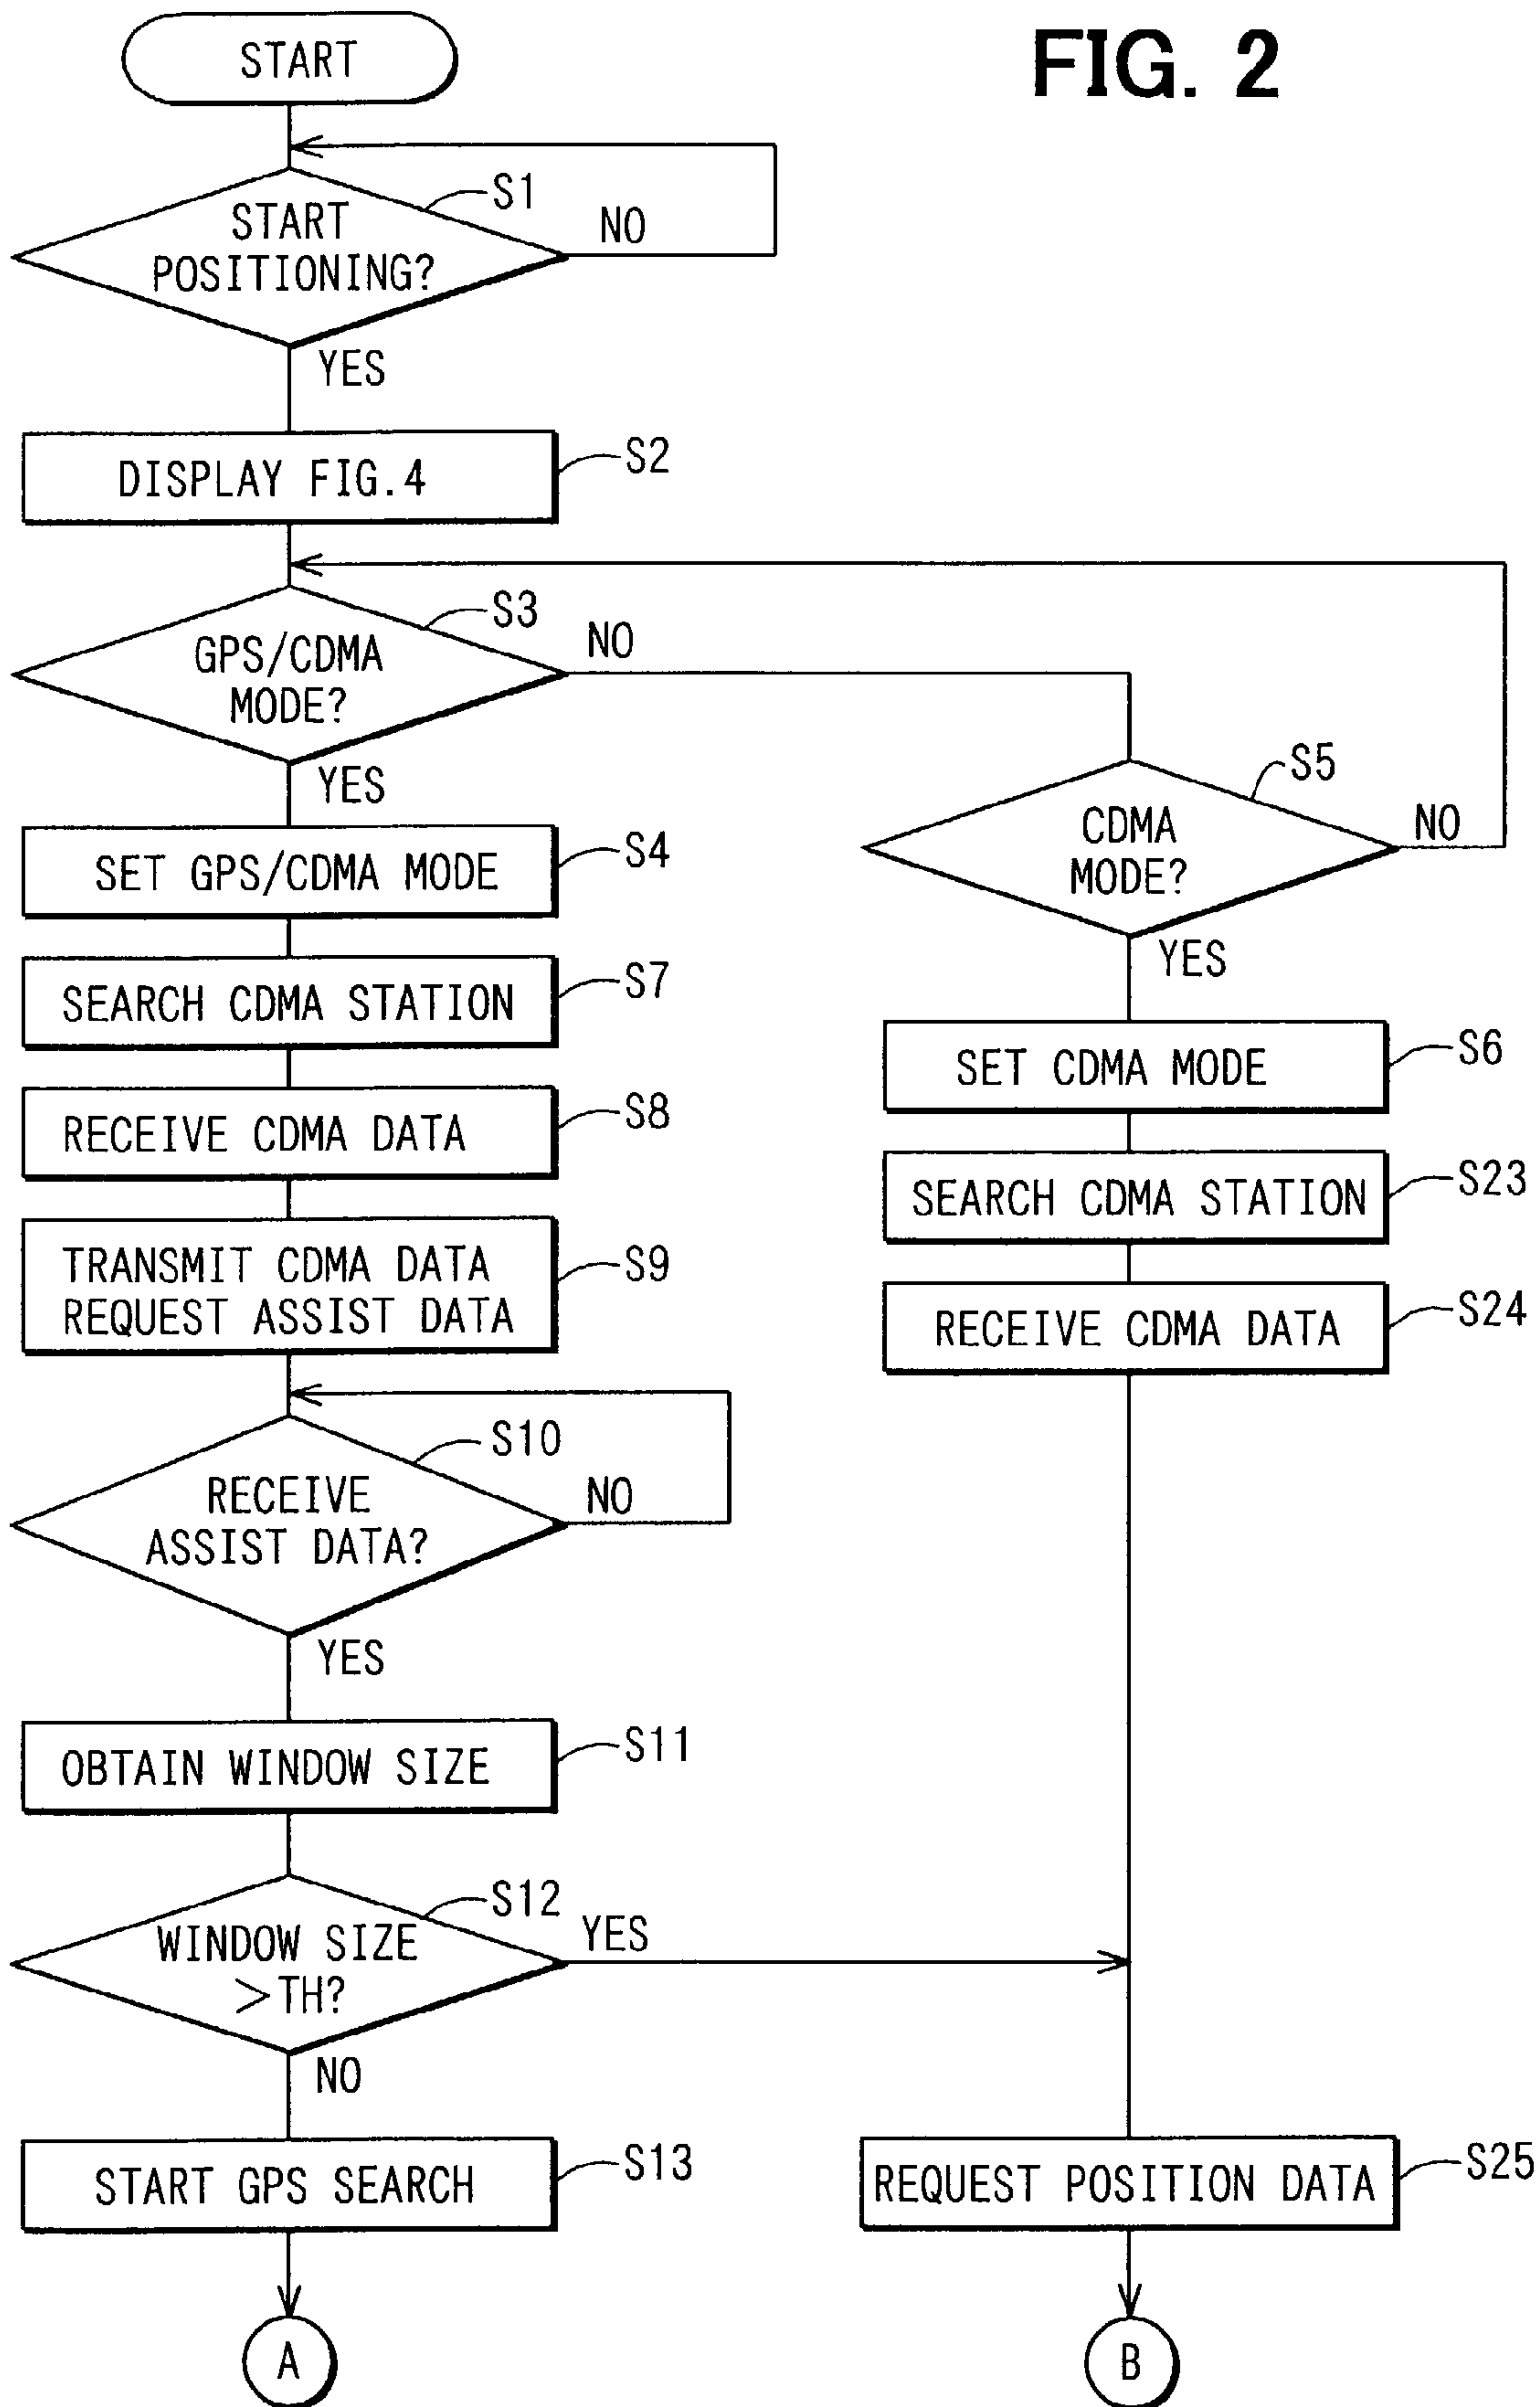 FIG. 2
START
S1
START
POSITIONING?
NO
YES
DISPLAY FIG.4
S2
S3
GPS/CDMA
MODE?
NO
YES
S5
CDMA
MODE?
NO
YES
SET GPS/CDMA MODE
S4
SEARCH CDMA STATION
S7
SET CDMA MODE
S6
RECEIVE CDMA DATA
S8
SEARCH CDMA STATION
S23
TRANSMIT CDMA DATA
REQUEST ASSIST DATA
S9
RECEIVE CDMA DATA
S24
S10
RECEIVE
ASSIST DATA?
NO
YES
OBTAIN WINDOW SIZE
S11
S12
WINDOW SIZE
>TH?
YES
NO
START GPS SEARCH
S13
REQUEST POSITION DATA
S25
A
B